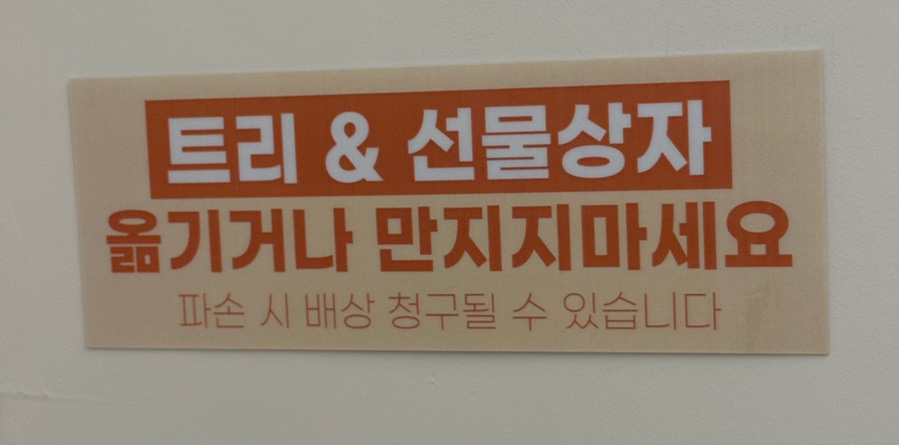 트리 & 선물상자
옮기거나 만지지마세요
파손 시 배상 청구될 수 있습니다